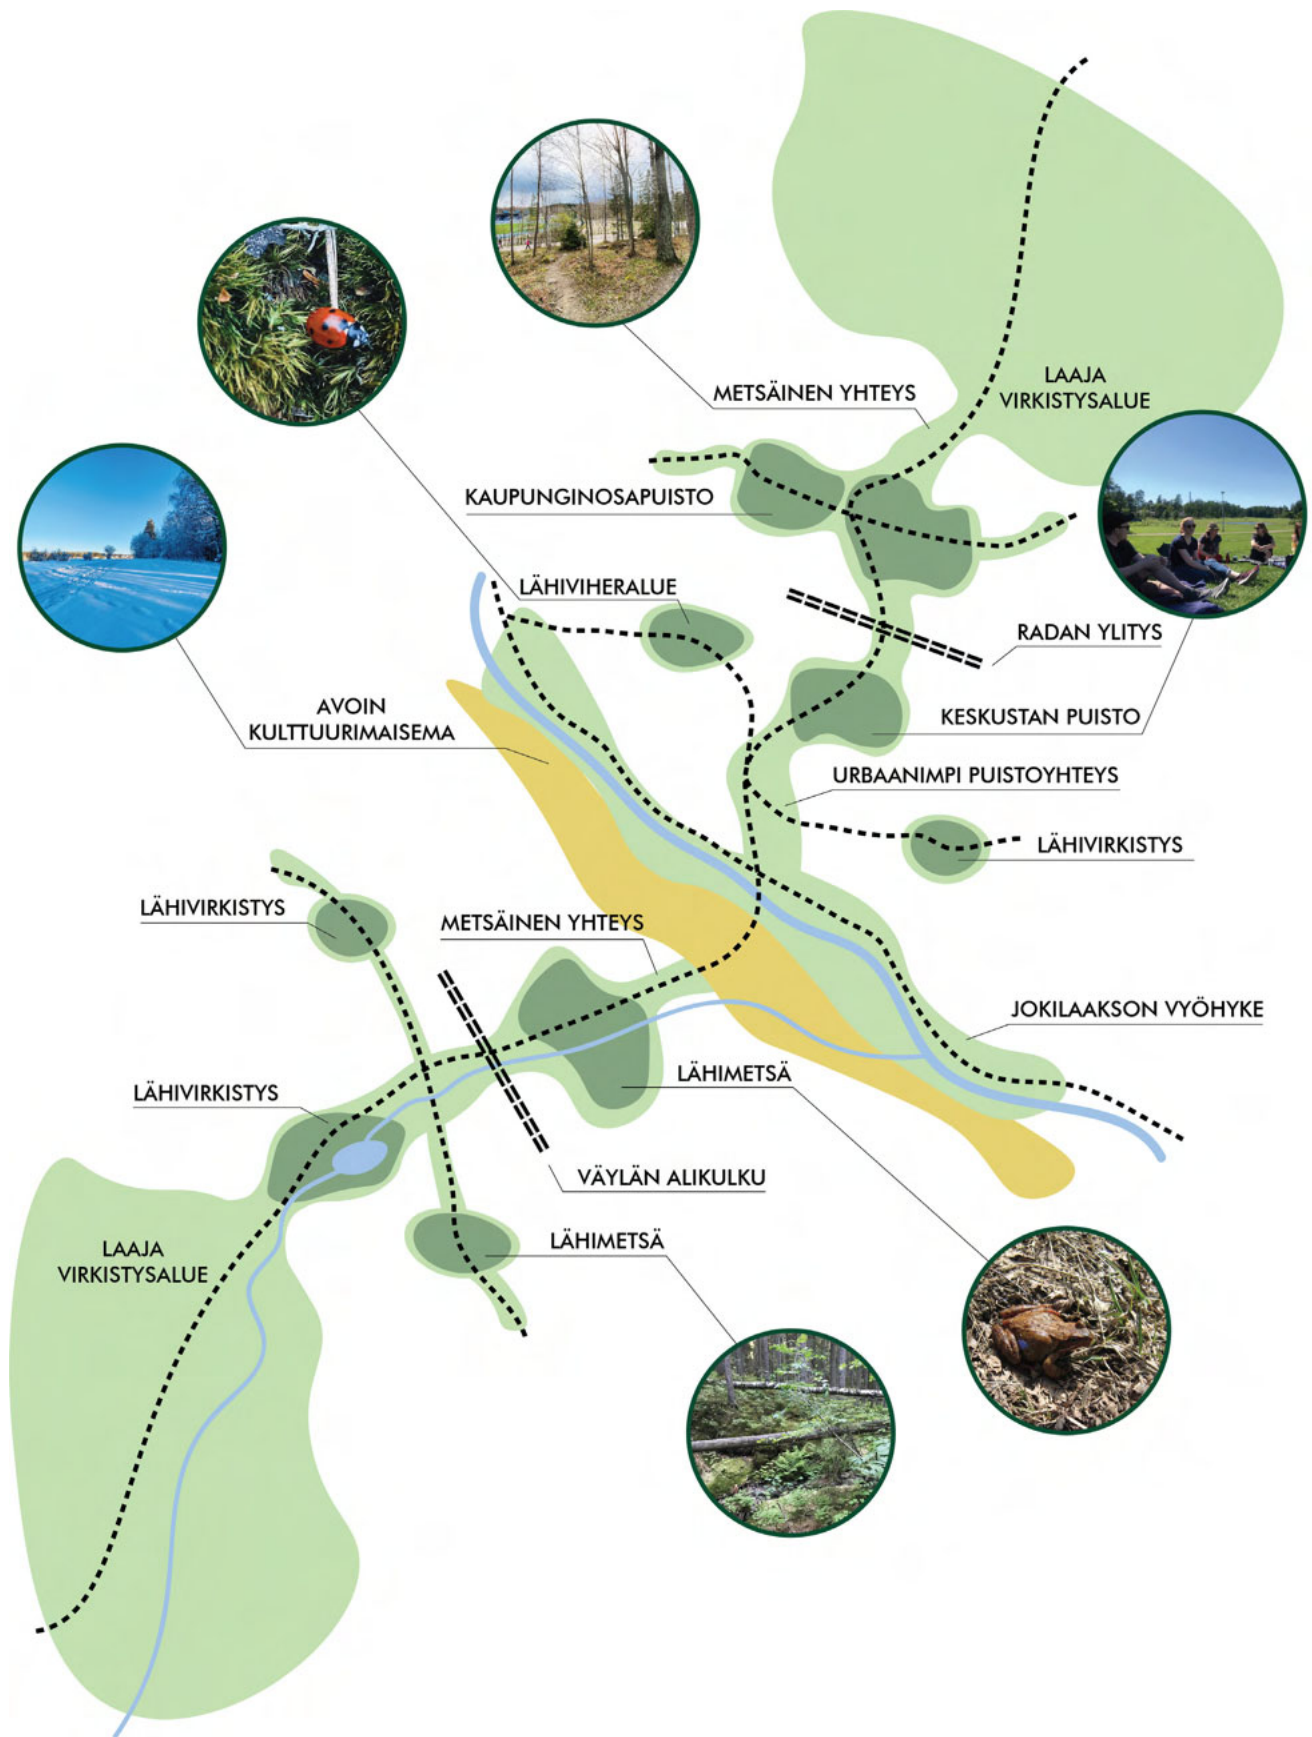 METSÄINEN YHTEYS
LAAJA
VIRKISTYSALUE
KAUPUNGINOSAPUISTO
LÄHIVIHERALUE
RADAN YLITYS
AVOIN
KULTTUURIMAISEMA
KESKUSTAN PUISTO
URBAANIMPI PUISTOYHTEYS
LÄHIVIRKISTYS
LÄHIVIRKISTYS
METSÄINEN YHTEYS
JOKILAAKSON VYÖHYKE
LÄHIMETSÄ
LÄHIVIRKISTYS
VÄYLÄN ALIKULKU
LÄHIMETSÄ
LAAJA
VIRKISTYSALUE